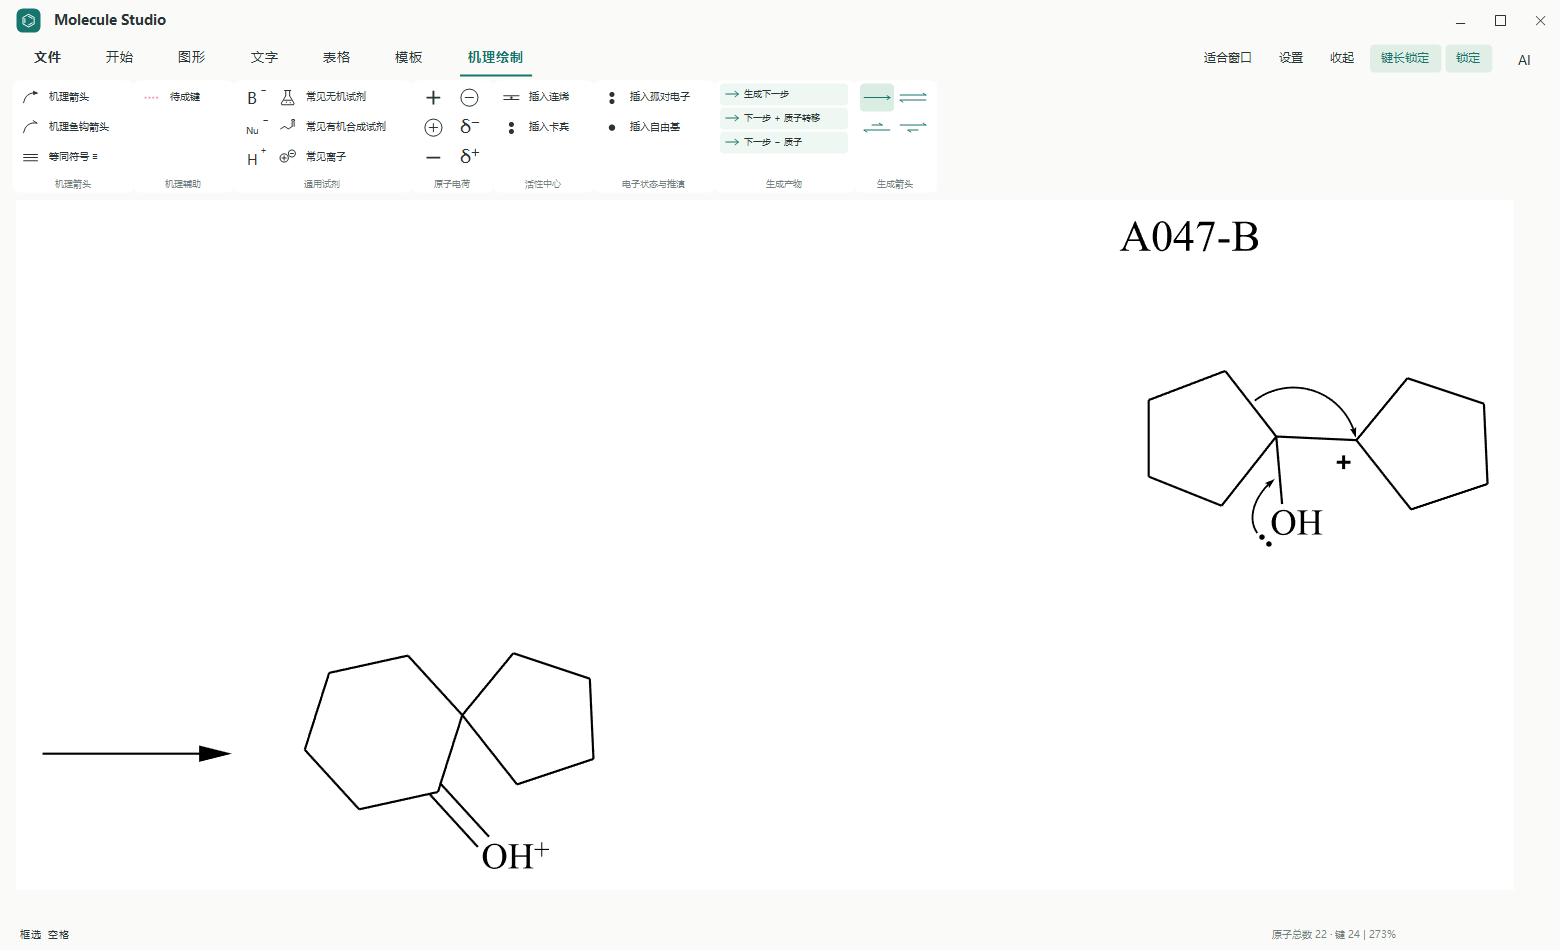 Molecule Studio
文件 开始 图形 文字 表格 模板 机理绘制 适合窗口 设置 收起 键长锁定 锁定 AI
机理箭头 待成键 B⁻ 常见无机试剂 + ⊖ 插入连烯 插入孤对电子 生成下一步
机理鱼钩箭头 Nu⁻ 常见有机合成试剂 ⊕ δ⁻ 插入卡宾 插入自由基 下一步 + 质子转移
等同符号 ≡ H⁺ 常见离子 − δ⁺ 下一步 − 质子
机理箭头 机理辅助 通用试剂 原子电荷 活性中心 电子状态与推演 生成产物 生成箭头
A047-B
+
OH
OH⁺
框选 空格 原子总数 22 · 键 24 | 273%